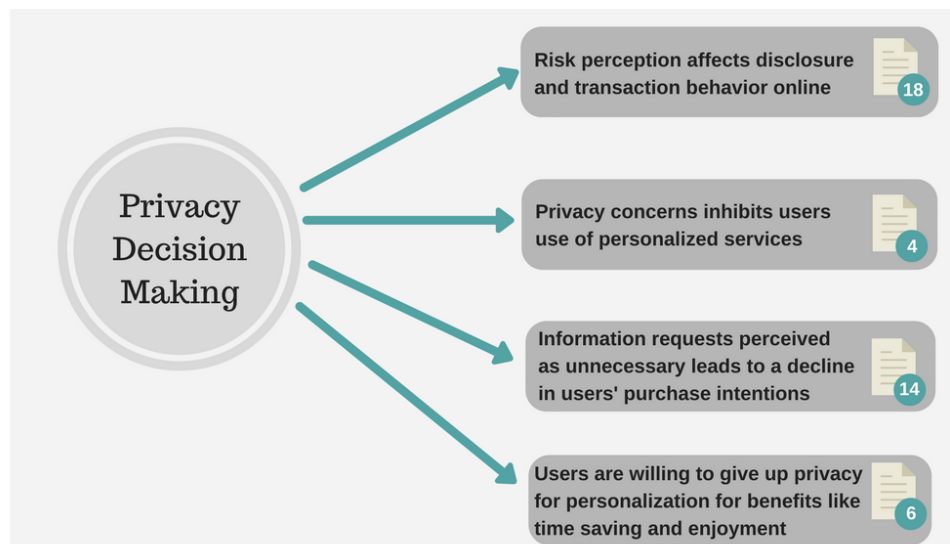 Privacy
Decision
Making
Risk perception affects disclosure
and transaction behavior online
18
Privacy concerns inhibits users
use of personalized services
4
Information requests perceived
as unnecessary leads to a decline
in users' purchase intentions
14
Users are willing to give up privacy
for personalization for benefits like
time saving and enjoyment
6